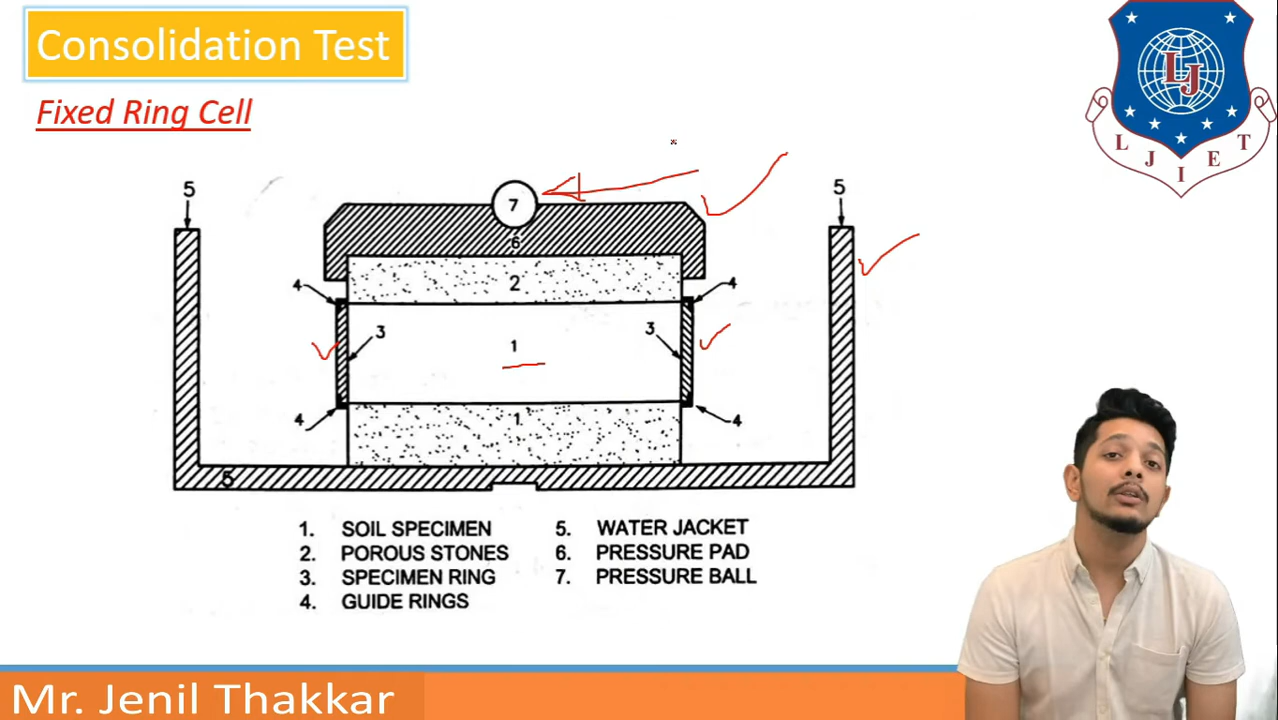 Consolidation Test
Fixed Ring Cell
L J I E T
LJ
5
5
7
6
4
2
4
3
1
3
4
1
4
5
1. SOIL SPECIMEN
2. POROUS STONES
3. SPECIMEN RING
4. GUIDE RINGS
5. WATER JACKET
6. PRESSURE PAD
7. PRESSURE BALL
Mr. Jenil Thakkar